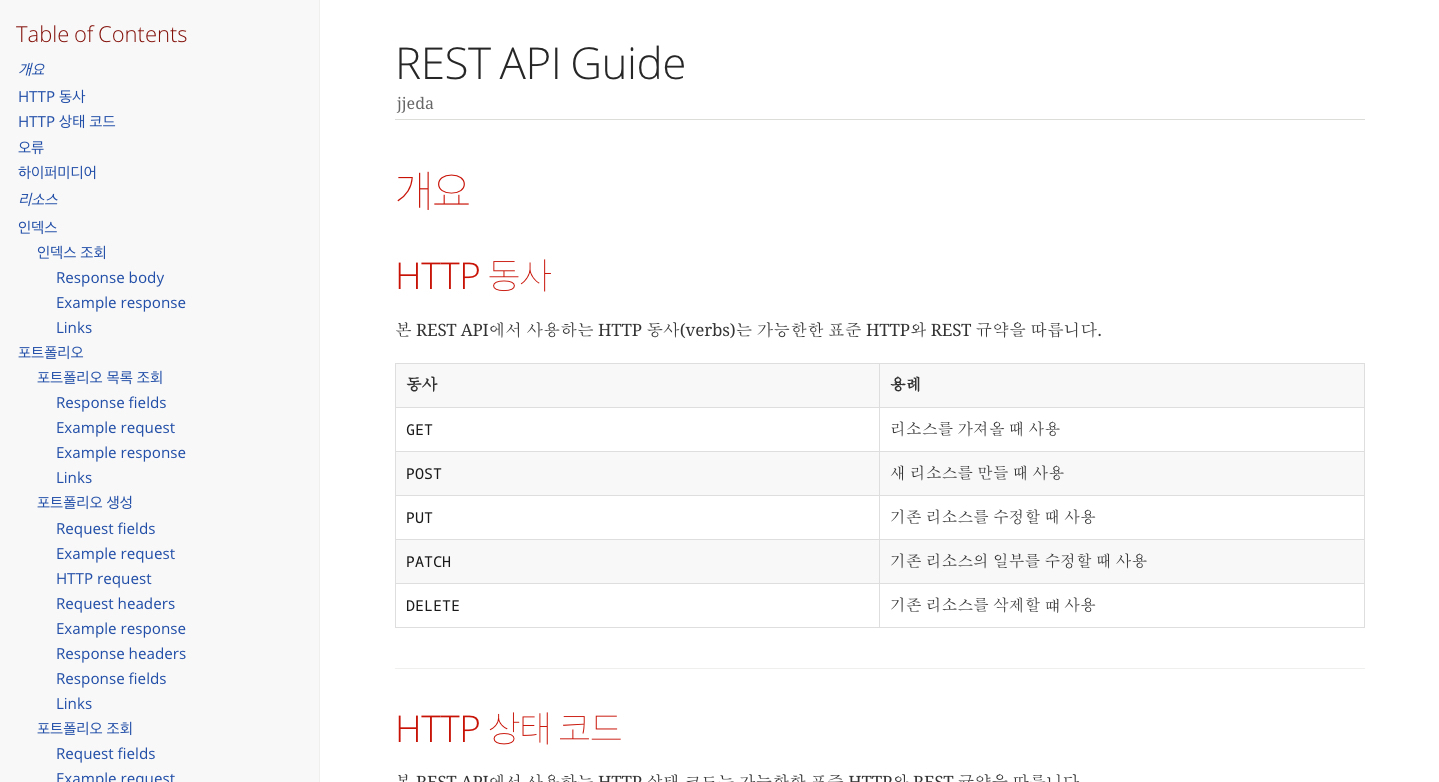 Table of Contents
개요
HTTP 동사
HTTP 상태 코드
오류
하이퍼미디어
리소스
인덱스
인덱스 조회
Response body
Example response
Links
포트폴리오
포트폴리오 목록 조회
Response fields
Example request
Example response
Links
포트폴리오 생성
Request fields
Example request
HTTP request
Request headers
Example response
Response headers
Response fields
Links
포트폴리오 조회
Request fields
Example request
REST API Guide
jjeda
개요
HTTP 동사
본 REST API에서 사용하는 HTTP 동사(verbs)는 가능한한 표준 HTTP와 REST 규약을 따릅니다.
동사 용례
GET 리소스를 가져올 때 사용
POST 새 리소스를 만들 때 사용
PUT 기존 리소스를 수정할 때 사용
PATCH 기존 리소스의 일부를 수정할 때 사용
DELETE 기존 리소스를 삭제할 떄 사용
HTTP 상태 코드
본 REST API에서 사용하는 HTTP 상태 코드는 가능한한 표준 HTTP와 REST 규약을 따릅니다.